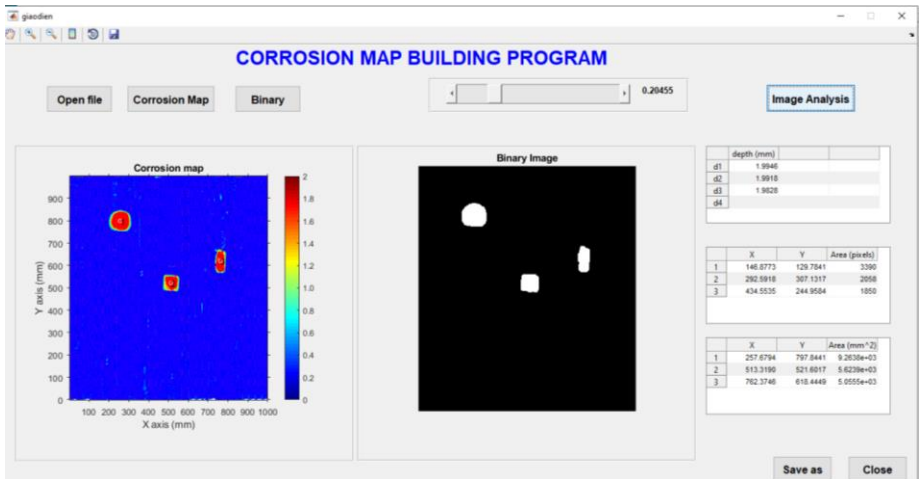 giaodien
CORROSION MAP BUILDING PROGRAM
Open file
Corrosion Map
Binary
0.20455
Image Analysis
Corrosion map
900
800
700
600
500
400
300
200
100
0
Y axis (mm)
100 200 300 400 500 600 700 800 900 1000
X axis (mm)
2
1.8
1.6
1.4
1.2
1
0.8
0.6
0.4
0.2
0
Binary Image
depth (mm)
d1 1.9946
d2 1.9918
d3 1.9828
d4
X Y Area (pixels)
1 146.8773 129.7841 3390
2 292.5918 307.1317 2058
3 434.5535 244.9584 1850
X Y Area (mm^2)
1 257.6794 797.8441 9.2638e+03
2 513.3190 521.6017 5.6239e+03
3 762.3746 618.4449 5.0555e+03
Save as
Close